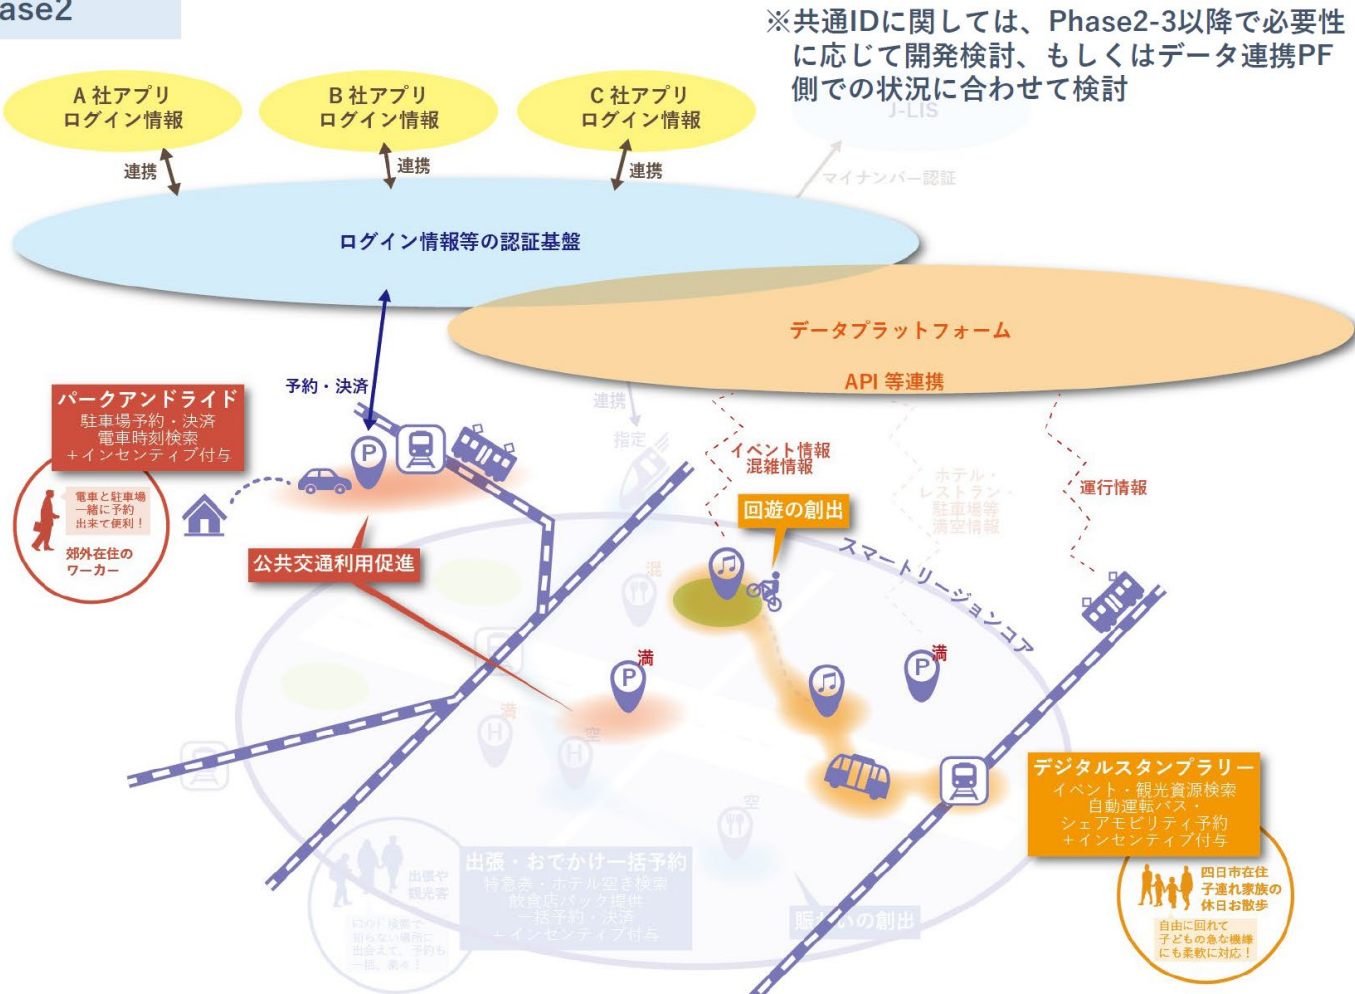 ase2
※共通IDに関しては、Phase2-3以降で必要性
に応じて開発検討、もしくはデータ連携PF
側での状況に合わせて検討
A 社アプリ
ログイン情報
B 社アプリ
ログイン情報
C 社アプリ
ログイン情報
J-LIS
連携
連携
連携
マイナンバー認証
ログイン情報等の認証基盤
データプラットフォーム
API 等連携
予約・決済
連携
指定
パークアンドライド
駐車場予約・決済
電車時刻検索
＋インセンティブ付与
電車と駐車場
一緒に予約
出来て便利！
郊外在住の
ワーカー
P
イベント情報
混雑情報
ホテル・
レストラン・
駐車場等
満空情報
運行情報
回遊の創出
スマートリージョンコア
公共交通利用促進
混
満
P
満
P
満
H
空
H
空
デジタルスタンプラリー
イベント・観光資源検索
自動運転バス・
シェアモビリティ予約
＋インセンティブ付与
四日市在住
子連れ家族の
休日お散歩
自由に回れて
子どもの急な機嫌
にも柔軟に対応！
出張や
観光客
知らない場所に
出会えて、予約も
出張・おでかけ一括予約
特急券・ホテル空き検索
飲食店パック提供
一括予約・決済
＋インセンティブ付与
賑わいの創出